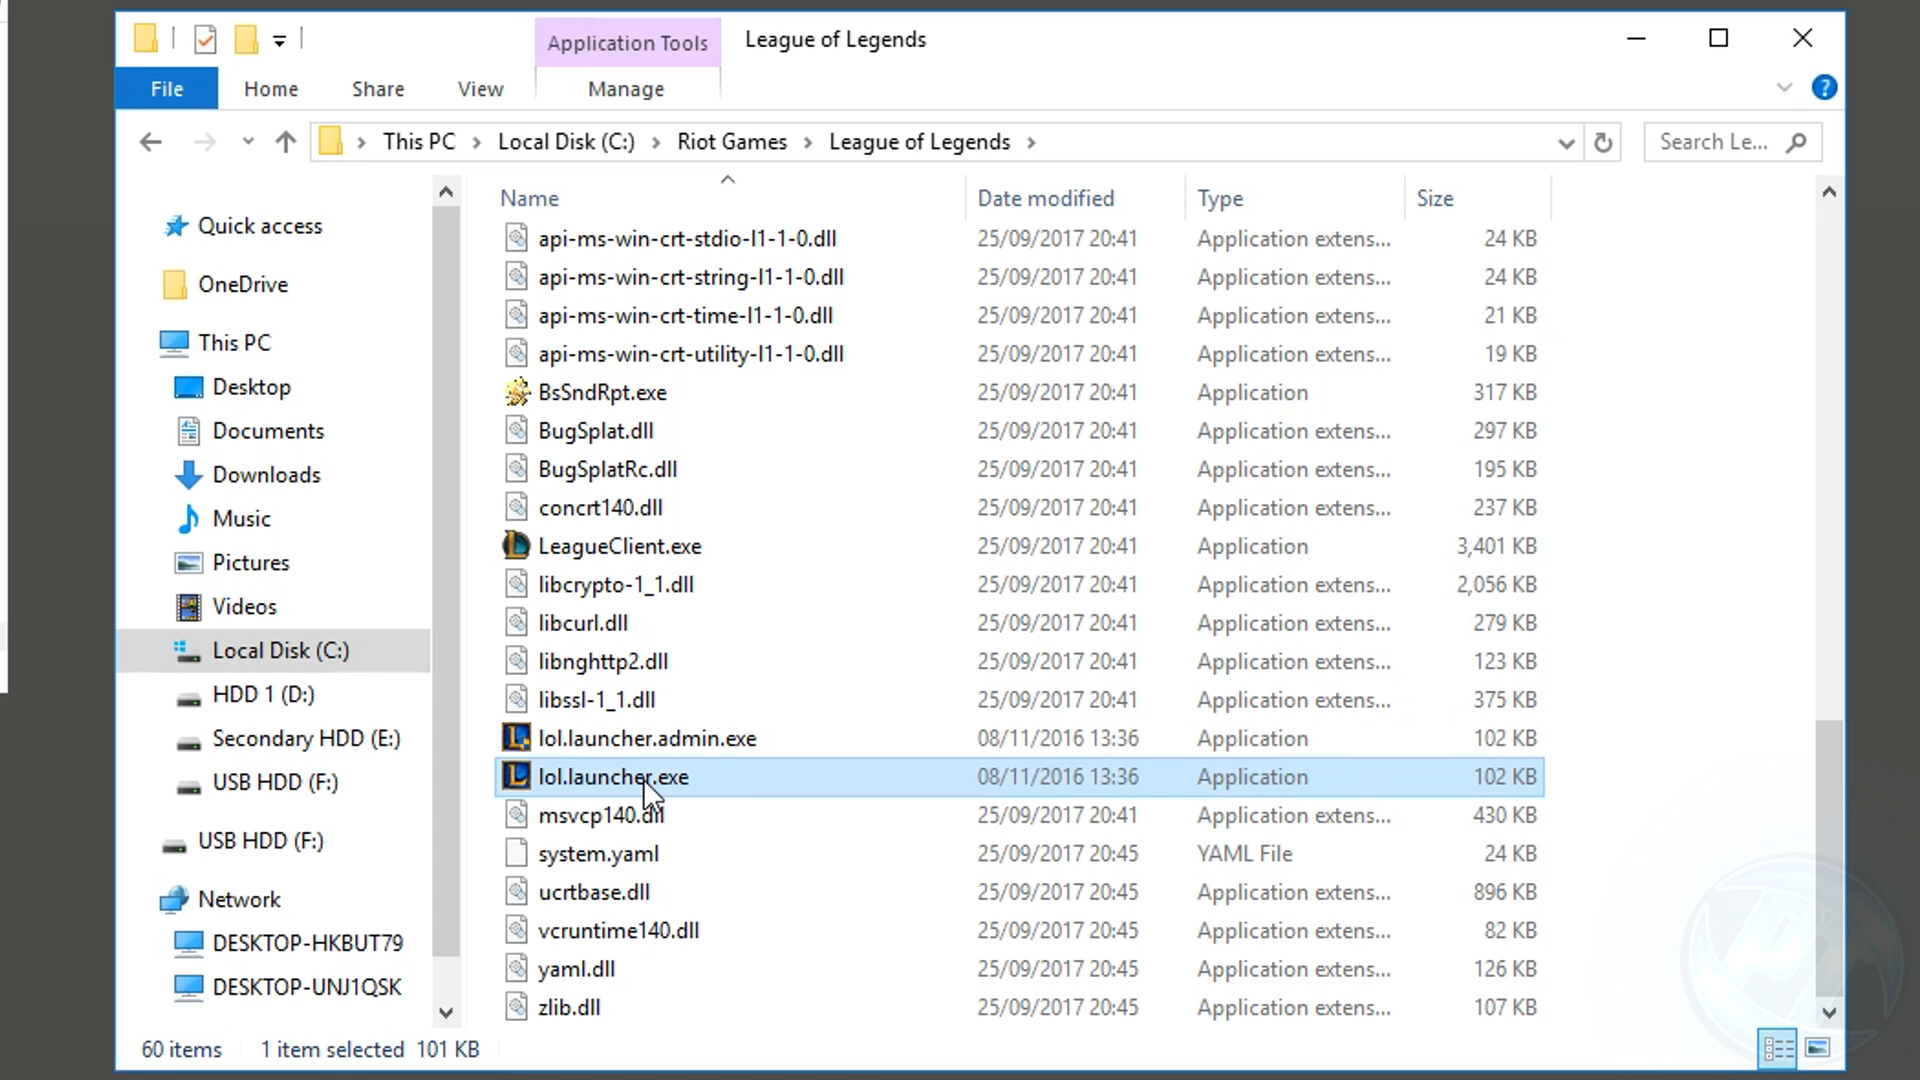 Application Tools
League of Legends
File Home Share View Manage
This PC Local Disk (C:) Riot Games League of Legends
Search Le...
Name Date modified Type Size
Quick access
OneDrive
This PC
Desktop
Documents
Downloads
Music
Pictures
Videos
Local Disk (C:)
HDD 1 (D:)
Secondary HDD (E:)
USB HDD (F:)
USB HDD (F:)
Network
DESKTOP-HKBUT79
DESKTOP-UNJ1QSK
api-ms-win-crt-stdio-l1-1-0.dll 25/09/2017 20:41 Application extens... 24 KB
api-ms-win-crt-string-l1-1-0.dll 25/09/2017 20:41 Application extens... 24 KB
api-ms-win-crt-time-l1-1-0.dll 25/09/2017 20:41 Application extens... 21 KB
api-ms-win-crt-utility-l1-1-0.dll 25/09/2017 20:41 Application extens... 19 KB
BsSndRpt.exe 25/09/2017 20:41 Application 317 KB
BugSplat.dll 25/09/2017 20:41 Application extens... 297 KB
BugSplatRc.dll 25/09/2017 20:41 Application extens... 195 KB
concrt140.dll 25/09/2017 20:41 Application extens... 237 KB
LeagueClient.exe 25/09/2017 20:41 Application 3,401 KB
libcrypto-1_1.dll 25/09/2017 20:41 Application extens... 2,056 KB
libcurl.dll 25/09/2017 20:41 Application extens... 279 KB
libnghttp2.dll 25/09/2017 20:41 Application extens... 123 KB
libssl-1_1.dll 25/09/2017 20:41 Application extens... 375 KB
lol.launcher.admin.exe 08/11/2016 13:36 Application 102 KB
lol.launcher.exe 08/11/2016 13:36 Application 102 KB
msvcp140.dll 25/09/2017 20:41 Application extens... 430 KB
system.yaml 25/09/2017 20:45 YAML File 24 KB
ucrtbase.dll 25/09/2017 20:45 Application extens... 896 KB
vcruntime140.dll 25/09/2017 20:45 Application extens... 82 KB
yaml.dll 25/09/2017 20:45 Application extens... 126 KB
zlib.dll 25/09/2017 20:45 Application extens... 107 KB
60 items 1 item selected 101 KB